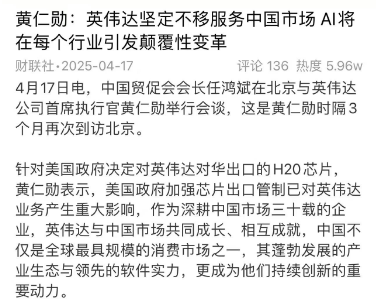 黄仁勋：英伟达坚定不移服务中国市场 AI将
在每个行业引发颠覆性变革
财联社·2025-04-17 评论 136 热度 5.96w
4月17日电，中国贸促会会长任鸿斌在北京与英伟达
公司首席执行官黄仁勋举行会谈，这是黄仁勋时隔3
个月再次到访北京。
针对美国政府决定对英伟达对华出口的H20芯片，
黄仁勋表示，美国政府加强芯片出口管制已对英伟达
业务产生重大影响，作为深耕中国市场三十载的企
业，英伟达与中国市场共同成长、相互成就，中国不
仅是全球最具规模的消费市场之一，其蓬勃发展的产
业生态与领先的软件实力，更成为他们持续创新的重
要动力。